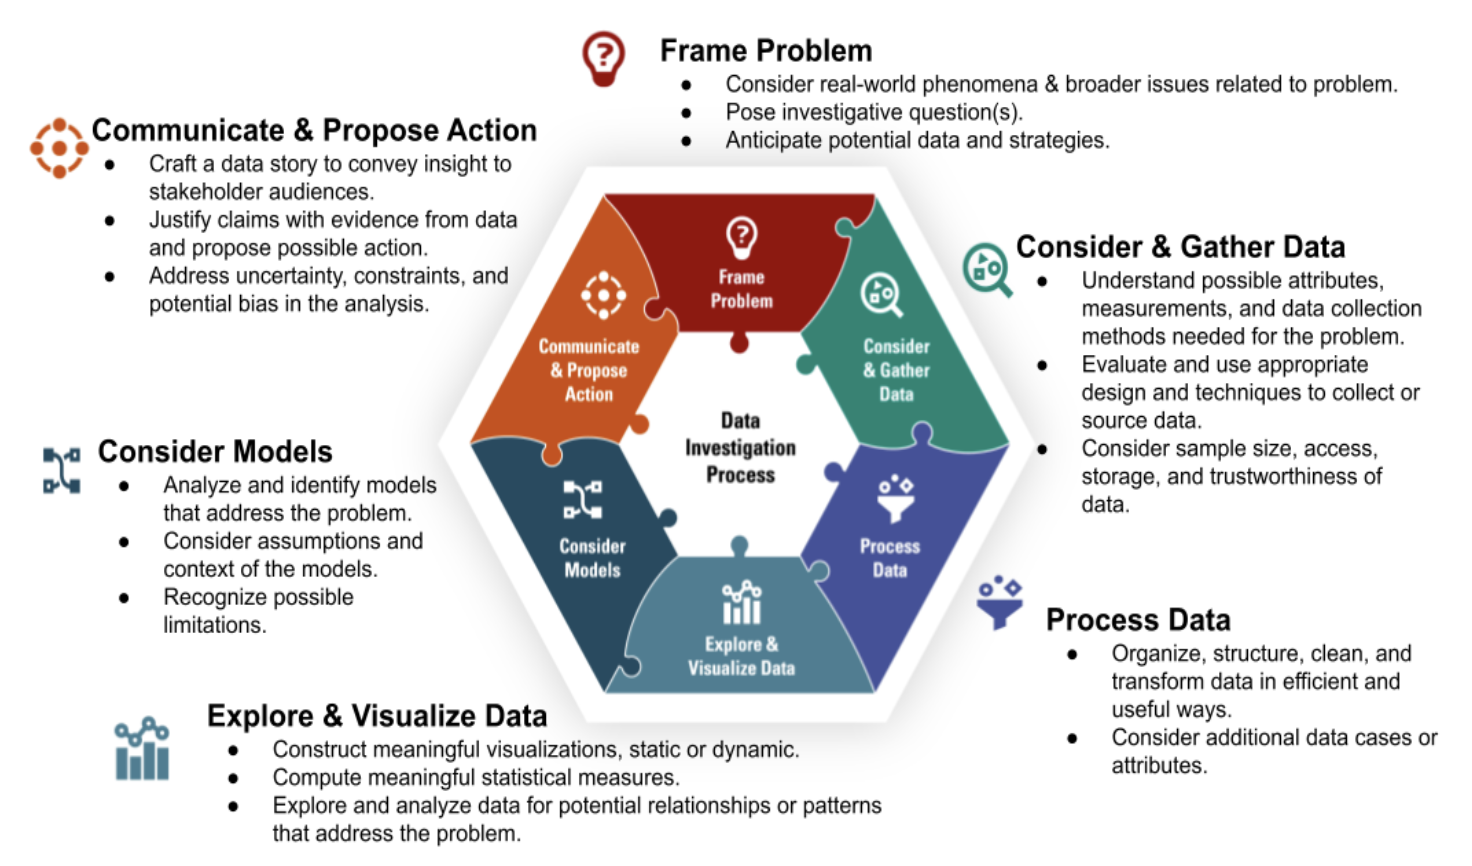 Frame Problem
● Consider real-world phenomena & broader issues related to problem.
● Pose investigative question(s).
● Anticipate potential data and strategies.
Communicate & Propose Action
● Craft a data story to convey insight to
stakeholder audiences.
● Justify claims with evidence from data
and propose possible action.
● Address uncertainty, constraints, and
potential bias in the analysis.
Consider & Gather Data
● Understand possible attributes,
measurements, and data collection
methods needed for the problem.
● Evaluate and use appropriate
design and techniques to collect or
source data.
● Consider sample size, access,
storage, and trustworthiness of
data.
?
?
Frame
Problem
Consider
& Gather
Data
Communicate
& Propose
Action
Data
Investigation
Process
Process
Data
Consider
Models
Explore &
Visualize Data
Consider Models
● Analyze and identify models
that address the problem.
● Consider assumptions and
context of the models.
● Recognize possible
limitations.
Process Data
● Organize, structure, clean, and
transform data in efficient and
useful ways.
● Consider additional data cases or
attributes.
Explore & Visualize Data
● Construct meaningful visualizations, static or dynamic.
● Compute meaningful statistical measures.
● Explore and analyze data for potential relationships or patterns
that address the problem.